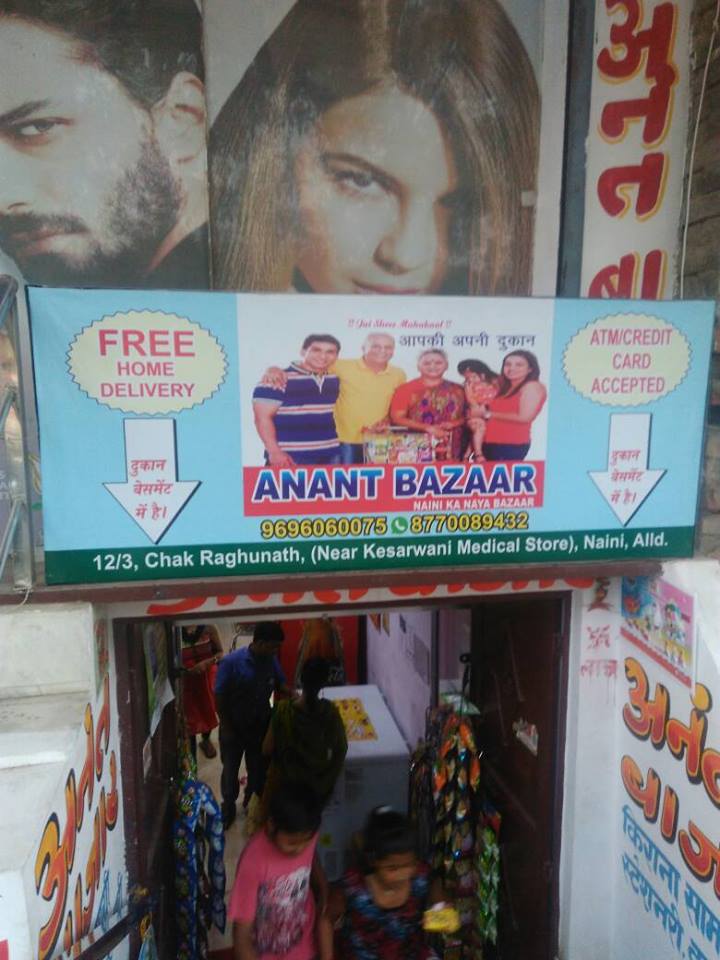 !! Jai Shree Mahakaal !!
आपकी अपनी दुकान
FREE
HOME
DELIVERY
ATM/CREDIT
CARD
ACCEPTED
दुकान
बेसमेंट
में है।
दुकान
बेसमेंट
में है।
ANANT BAZAAR
NAINI KA NAYA BAZAAR
9696060075 8770089432
12/3, Chak Raghunath, (Near Kesarwani Medical Store), Naini, Alld.
लाभ
अनंत
बाजार
किराना
स्टेशनरी